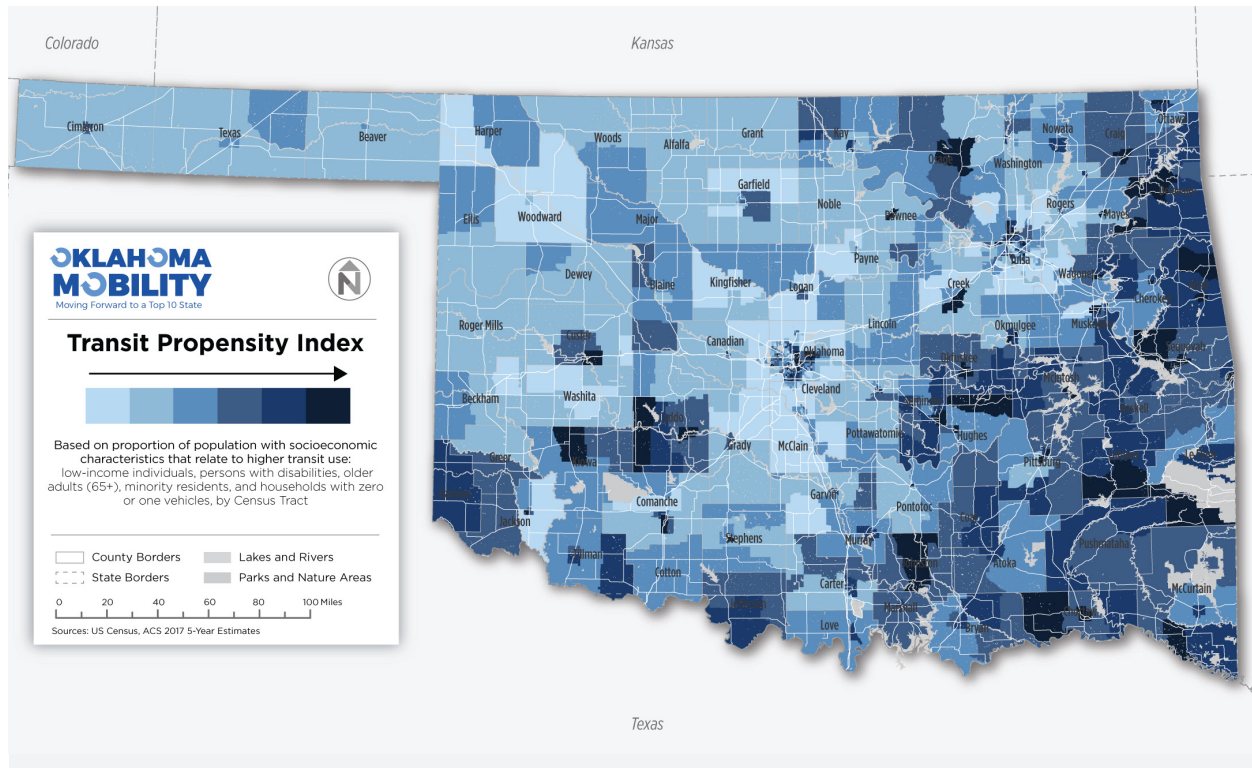 Colorado
Kansas
Cimarron
Texas
Beaver
Harper
Woods
Alfalfa
Grant
Kay
Nowata
Craig
Ottawa
Washington
Garfield
Ellis
Woodward
Major
Noble
Pawnee
Rogers
Mayes
OKLAHOMA
MOBILITY
Moving Forward to a Top 10 State
N
Dewey
Blaine
Kingfisher
Logan
Payne
Creek
Tulsa
Wagoner
Cherokee
Roger Mills
Custer
Canadian
Oklahoma
Lincoln
Okmulgee
Muskogee
Transit Propensity Index
Okfuskee
McIntosh
Beckham
Washita
Caddo
Cleveland
Haskell
Based on proportion of population with socioeconomic
characteristics that relate to higher transit use:
low-income individuals, persons with disabilities, older
adults (65+), minority residents, and households with zero
or one vehicles, by Census Tract
Greer
Kiowa
Grady
McClain
Pottawatomie
Hughes
Pittsburg
Jackson
Comanche
Garvin
Pontotoc
Tillman
Stephens
Murray
Cotton
Carter
Atoka
Pushmataha
McCurtain
Marshall
Love
Bryan
County Borders
Lakes and Rivers
State Borders
Parks and Nature Areas
0 20 40 60 80 100 Miles
Sources: US Census, ACS 2017 5-Year Estimates
Texas